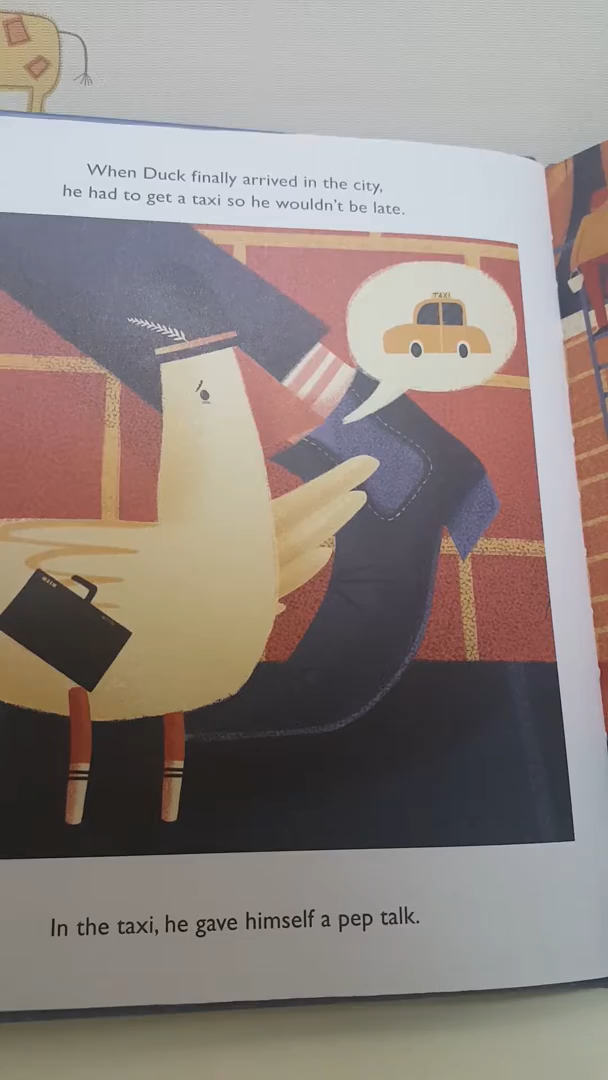 When Duck finally arrived in the city,
he had to get a taxi so he wouldn't be late.
TAXI
In the taxi, he gave himself a pep talk.